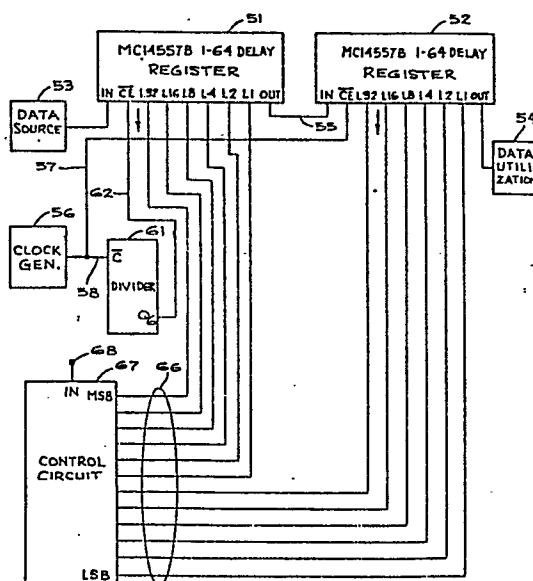 51
52
MC14557B 1-64 DELAY
REGISTER
IN C̅L̅ L32 L16 L8 L4 L2 L1 OUT
MC14557B 1-64 DELAY
REGISTER
IN C̅L̅ L32 L16 L8 L4 L2 L1 OUT
53
DATA
SOURCE
55
54
DATA
UTILI
ZATION
57
62
56
CLOCK
GEN.
58
61
C̅
DIVIDER
Q6
68
67
66
IN
MSB
CONTROL
CIRCUIT
LSB